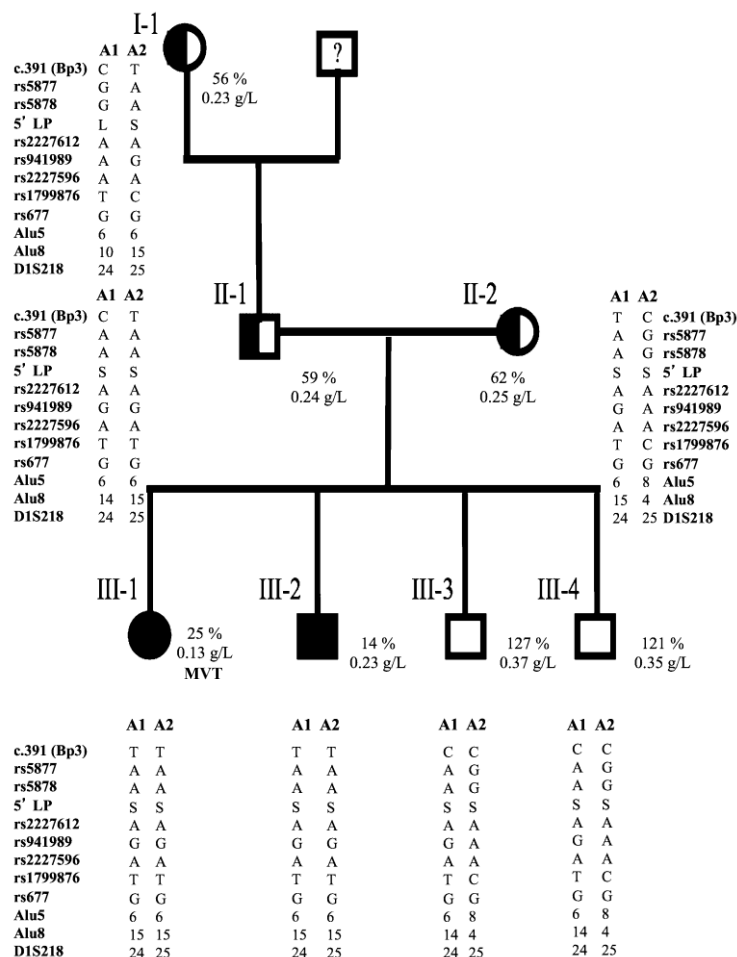 I-1
A1 A2
?
c.391 (Bp3) C T
rs5877 G A
rs5878 G A
5' LP L S
rs2227612 A A
rs941989 A G
rs2227596 A A
rs1799876 T C
rs677 G G
Alu5 6 6
Alu8 10 15
D1S218 24 25
56 %
0.23 g/L
II-1
II-2
A1 A2
c.391 (Bp3) C T
rs5877 A A
rs5878 A A
5' LP S S
rs2227612 A A
rs941989 G G
rs2227596 A A
rs1799876 T T
rs677 G G
Alu5 6 6
Alu8 14 15
D1S218 24 25
59 %
0.24 g/L
62 %
0.25 g/L
A1 A2
T C c.391 (Bp3)
A G rs5877
A G rs5878
S S 5' LP
A A rs2227612
G A rs941989
A A rs2227596
T C rs1799876
G G rs677
6 8 Alu5
15 4 Alu8
24 25 D1S218
III-1
III-2
III-3
III-4
25 %
0.13 g/L
MVT
14 %
0.23 g/L
127 %
0.37 g/L
121 %
0.35 g/L
A1 A2 A1 A2 A1 A2 A1 A2
c.391 (Bp3) T T T T C C C C
rs5877 A A A A A G A G
rs5878 A A A A A G A G
5' LP S S S S S S S S
rs2227612 A A A A A A A A
rs941989 G G G G G A G A
rs2227596 A A A A A A A A
rs1799876 T T T T T C T C
rs677 G G G G G G G G
Alu5 6 6 6 6 6 8 6 8
Alu8 15 15 15 15 14 4 14 4
D1S218 24 25 24 25 24 25 24 25